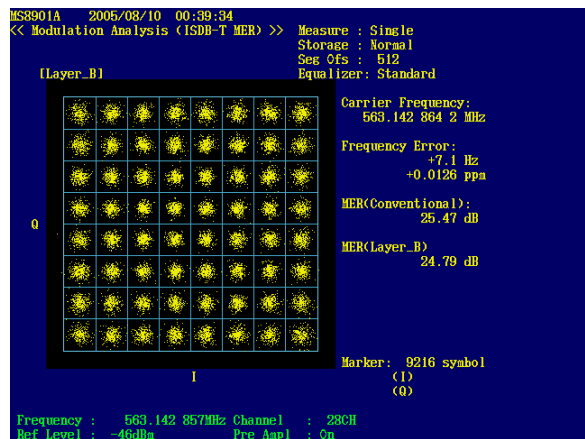 MS8901A 2005/08/10 00:39:34
<< Modulation Analysis (ISDB-T MER) >> Measure : Single
Storage : Normal
Seg Ofs : 512
[Layer_B] Equalizer: Standard
Carrier Frequency:
563.142 864 2 MHz
Frequency Error:
+7.1 Hz
+0.0126 ppm
MER(Conventional):
25.47 dB
Q
MER(Layer_B)
24.79 dB
Marker: 9216 symbol
I (I)
(Q)
Frequency : 563.142 857MHz Channel : 28CH
Ref Level : -46dBm Pre Ampl : On